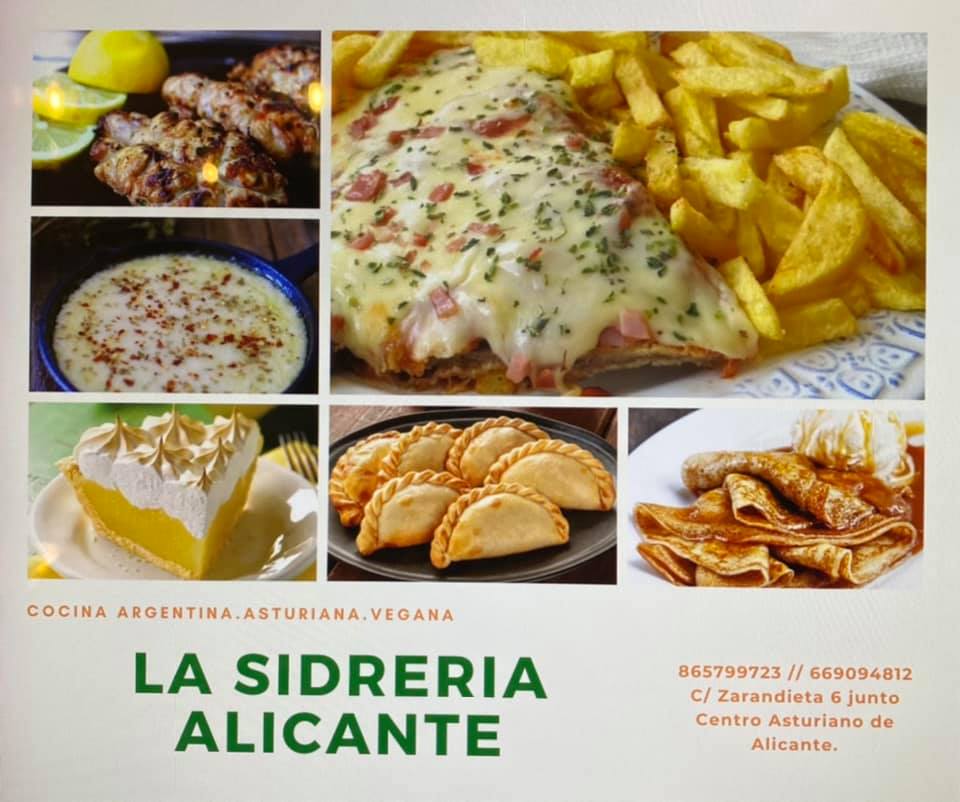 COCINA ARGENTINA.ASTURIANA.VEGANA
LA SIDRERIA
ALICANTE
865799723 // 669094812
C/ Zarandieta 6 junto
Centro Asturiano de
Alicante.